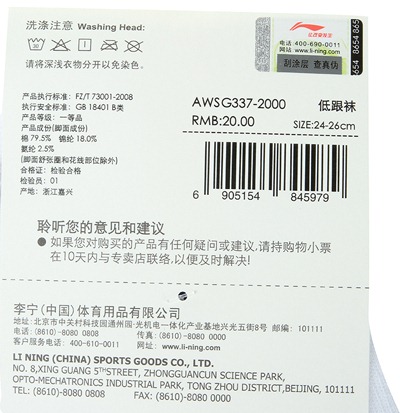 洗涤注意 Washing Head:
请将深浅衣物分开以免染色。
电话 400-690-0011
www.li-ning.com
刮涂层 查真伪
产品执行标准: FZ/T 73001-2008
执行安全标准: GB 18401 B类
产品等级: 一等品
产品成份(脚面成份)
棉 79.5% 锦纶 18.0%
氨纶 2.5%
(脚面舒张圈和花线部位除外)
合格证: 检验合格
检验员: 01
产地: 浙江嘉兴
AWSG337-2000 低跟袜
RMB:20.00 SIZE:24-26cm
6 905154 845979
聆听您的意见和建议
● 如果您对购买的产品有任何疑问或建议,请持购物小票
在10天内与专卖店联络,以便及时解决!
李宁(中国)体育用品有限公司
地址:北京市中关村科技园通州园·光机电一体化产业基地兴光五街8号 邮编: 101111
电话: (8610)-8080 0808
客户服务电话: 400-610-0011 传真: (8610)-8080 0000
LI NING (CHINA) SPORTS GOODS CO., LTD.
NO. 8,XING GUANG 5TH STREET, ZHONGGUANCUN SCIENCE PARK,
OPTO-MECHATRONICS INDUSTRIAL PARK, TONG ZHOU DISTRICT,BEIJING, 101111
TEL: (8610)-8080 0808 FAX: (8610)-8080 0000